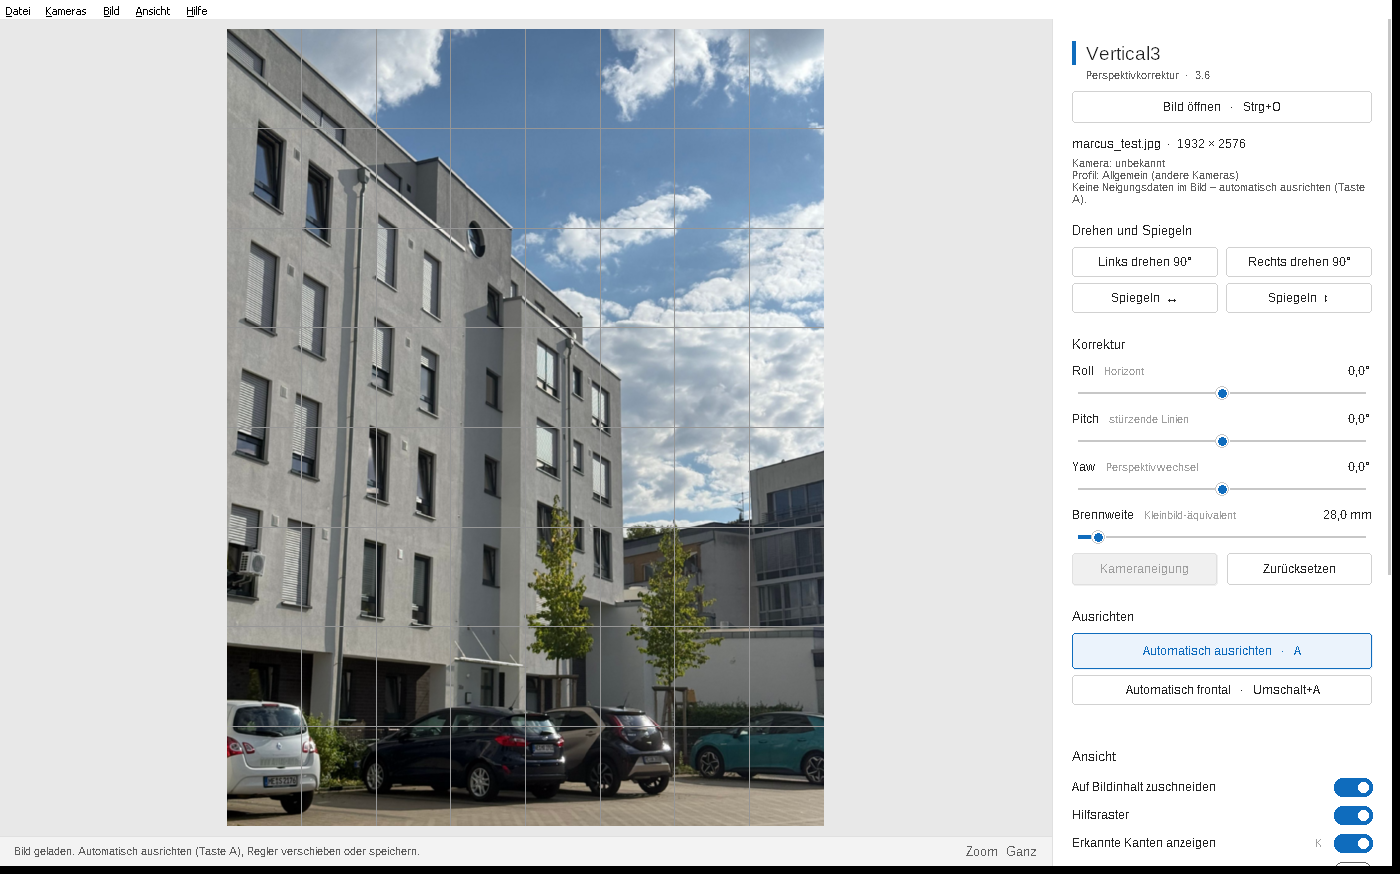 Datei Kameras Bild Ansicht Hilfe
Vertical3
Perspektivkorrektur · 3.6
Bild öffnen · Strg+O
marcus_test.jpg · 1932 × 2576
Kamera: unbekannt
Profil: Allgemein (andere Kameras)
Keine Neigungsdaten im Bild – automatisch ausrichten (Taste
A).
Drehen und Spiegeln
Links drehen 90° Rechts drehen 90°
Spiegeln ↔ Spiegeln ↕
Korrektur
Roll Horizont 0,0°
Pitch stürzende Linien 0,0°
Yaw Perspektivwechsel 0,0°
Brennweite Kleinbild-äquivalent 28,0 mm
Kameraneigung Zurücksetzen
Ausrichten
Automatisch ausrichten · A
Automatisch frontal · Umschalt+A
Ansicht
Auf Bildinhalt zuschneiden
Hilfsraster
Erkannte Kanten anzeigen K
Bild geladen. Automatisch ausrichten (Taste A), Regler verschieben oder speichern.
Zoom Ganz